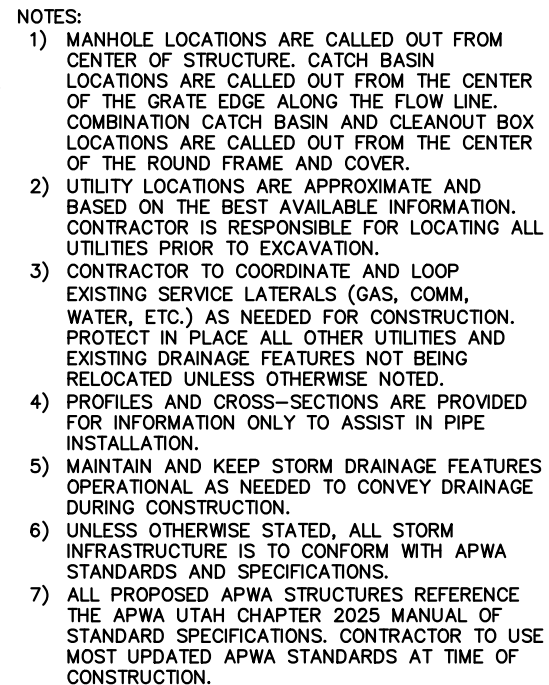 NOTES:
1) MANHOLE LOCATIONS ARE CALLED OUT FROM
CENTER OF STRUCTURE. CATCH BASIN
LOCATIONS ARE CALLED OUT FROM THE CENTER
OF THE GRATE EDGE ALONG THE FLOW LINE.
COMBINATION CATCH BASIN AND CLEANOUT BOX
LOCATIONS ARE CALLED OUT FROM THE CENTER
OF THE ROUND FRAME AND COVER.
2) UTILITY LOCATIONS ARE APPROXIMATE AND
BASED ON THE BEST AVAILABLE INFORMATION.
CONTRACTOR IS RESPONSIBLE FOR LOCATING ALL
UTILITIES PRIOR TO EXCAVATION.
3) CONTRACTOR TO COORDINATE AND LOOP
EXISTING SERVICE LATERALS (GAS, COMM,
WATER, ETC.) AS NEEDED FOR CONSTRUCTION.
PROTECT IN PLACE ALL OTHER UTILITIES AND
EXISTING DRAINAGE FEATURES NOT BEING
RELOCATED UNLESS OTHERWISE NOTED.
4) PROFILES AND CROSS-SECTIONS ARE PROVIDED
FOR INFORMATION ONLY TO ASSIST IN PIPE
INSTALLATION.
5) MAINTAIN AND KEEP STORM DRAINAGE FEATURES
OPERATIONAL AS NEEDED TO CONVEY DRAINAGE
DURING CONSTRUCTION.
6) UNLESS OTHERWISE STATED, ALL STORM
INFRASTRUCTURE IS TO CONFORM WITH APWA
STANDARDS AND SPECIFICATIONS.
7) ALL PROPOSED APWA STRUCTURES REFERENCE
THE APWA UTAH CHAPTER 2025 MANUAL OF
STANDARD SPECIFICATIONS. CONTRACTOR TO USE
MOST UPDATED APWA STANDARDS AT TIME OF
CONSTRUCTION.